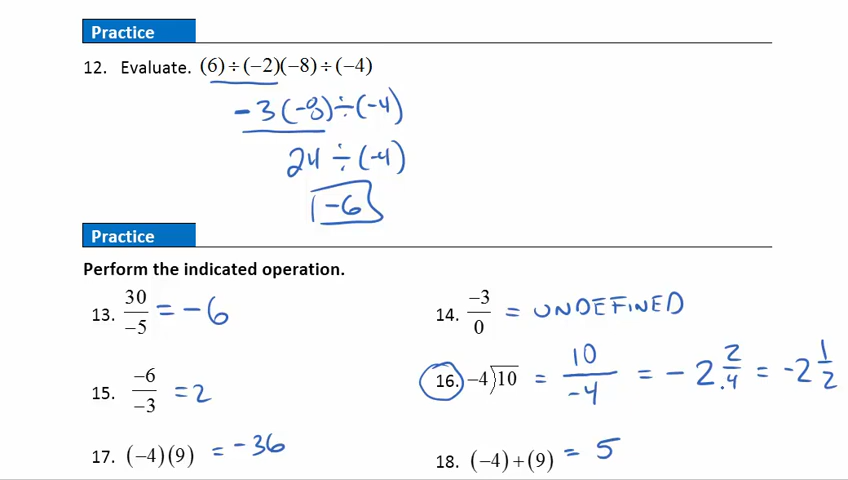 Practice
12. Evaluate. (6)÷(−2)(−8)÷(−4)
-3(-8)÷(-4)
24÷(-4)
-6
Practice
Perform the indicated operation.
13. 30/−5 = -6
14. −3/0 = UNDEFINED
15. −6/−3 = 2
16. −4)10 = 10/-4 = -2 2/4 = -2 1/2
17. (−4)(9) = -36
18. (−4)+(9) = 5